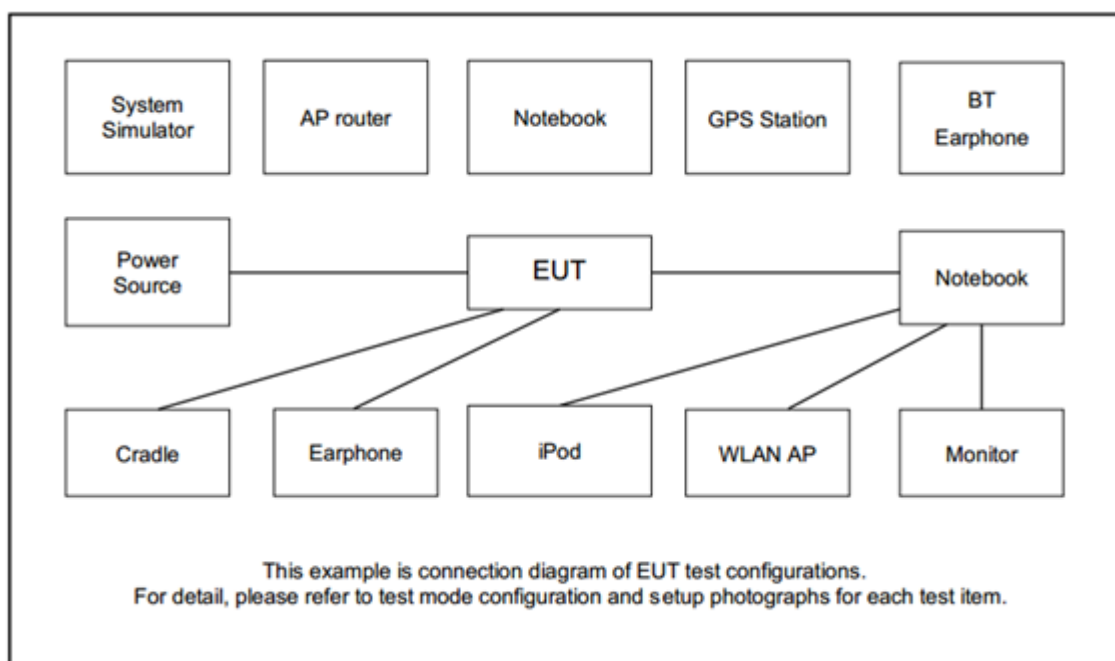 System
Simulator
AP router
Notebook
GPS Station
BT
Earphone
Power
Source
EUT
Notebook
Cradle
Earphone
iPod
WLAN AP
Monitor
This example is connection diagram of EUT test configurations.
For detail, please refer to test mode configuration and setup photographs for each test item.